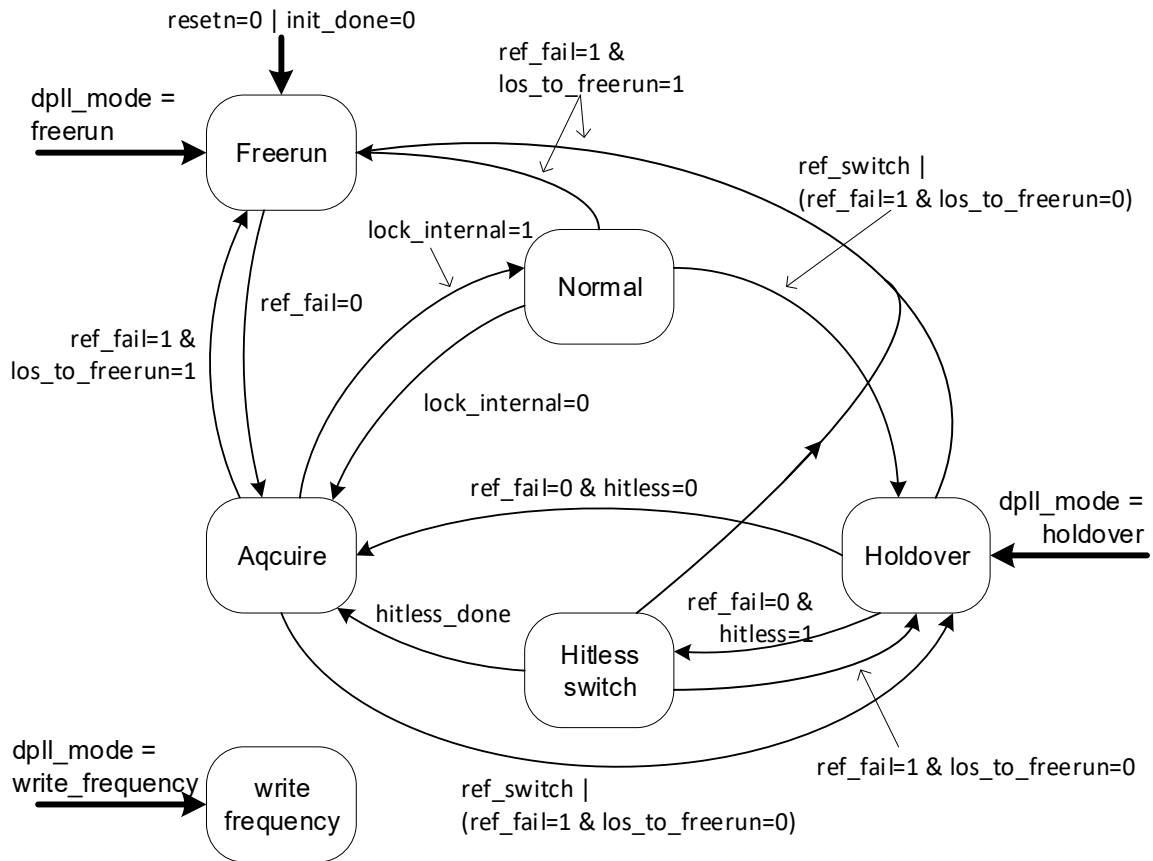 resetn=0 | init_done=0
ref_fail=1 &
los_to_freerun=1
dpll_mode =
freerun
Freerun
ref_switch |
(ref_fail=1 & los_to_freerun=0)
lock_internal=1
Normal
ref_fail=0
ref_fail=1 &
los_to_freerun=1
lock_internal=0
ref_fail=0 & hitless=0
dpll_mode =
holdover
Aqcuire
Holdover
hitless_done
ref_fail=0 &
hitless=1
Hitless
switch
dpll_mode =
write_frequency
write
frequency
ref_switch |
(ref_fail=1 & los_to_freerun=0)
ref_fail=1 & los_to_freerun=0